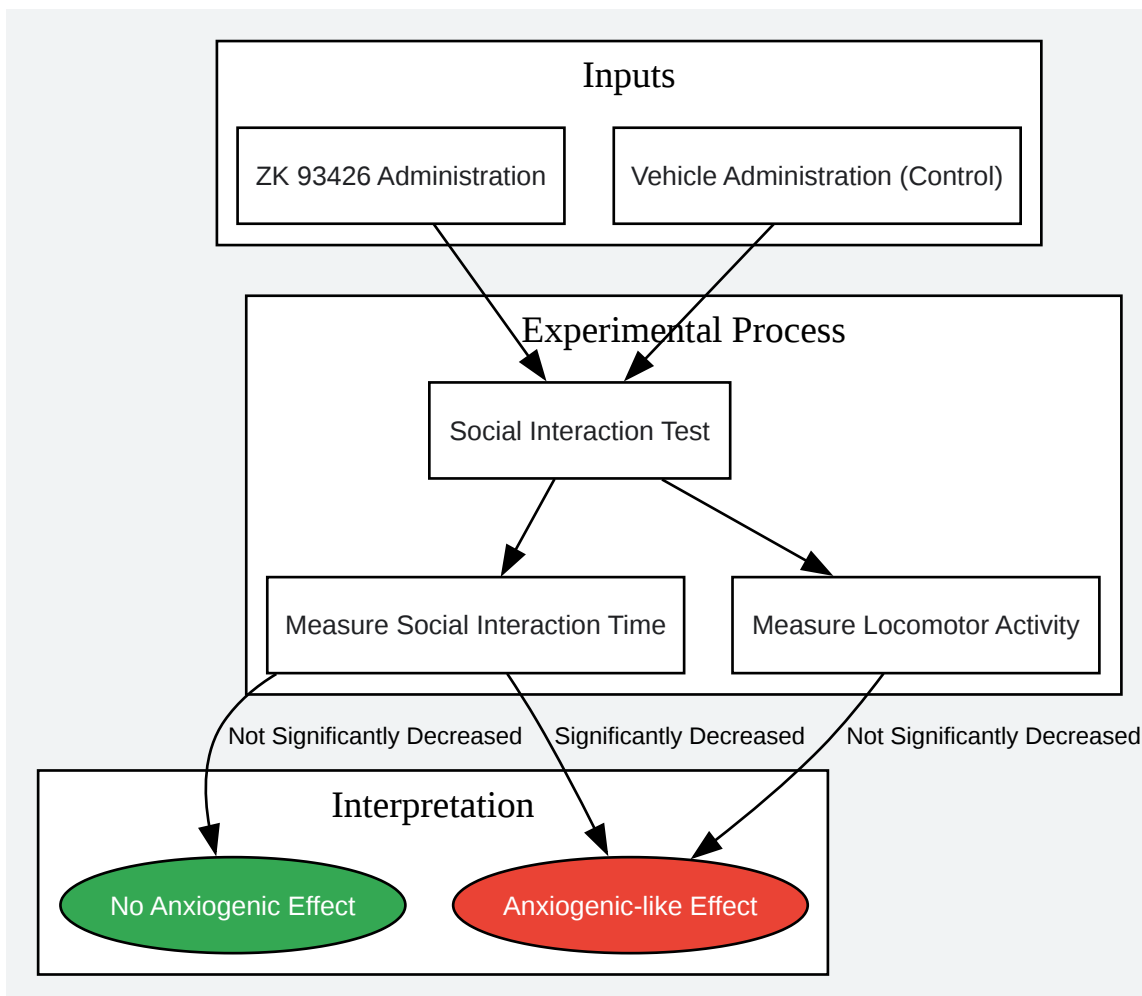 Inputs
ZK 93426 Administration
Vehicle Administration (Control)
Experimental Process
Social Interaction Test
Measure Social Interaction Time
Measure Locomotor Activity
Not Significantly Decreased
Significantly Decreased
Not Significantly Decreased
Interpretation
No Anxiogenic Effect
Anxiogenic-like Effect